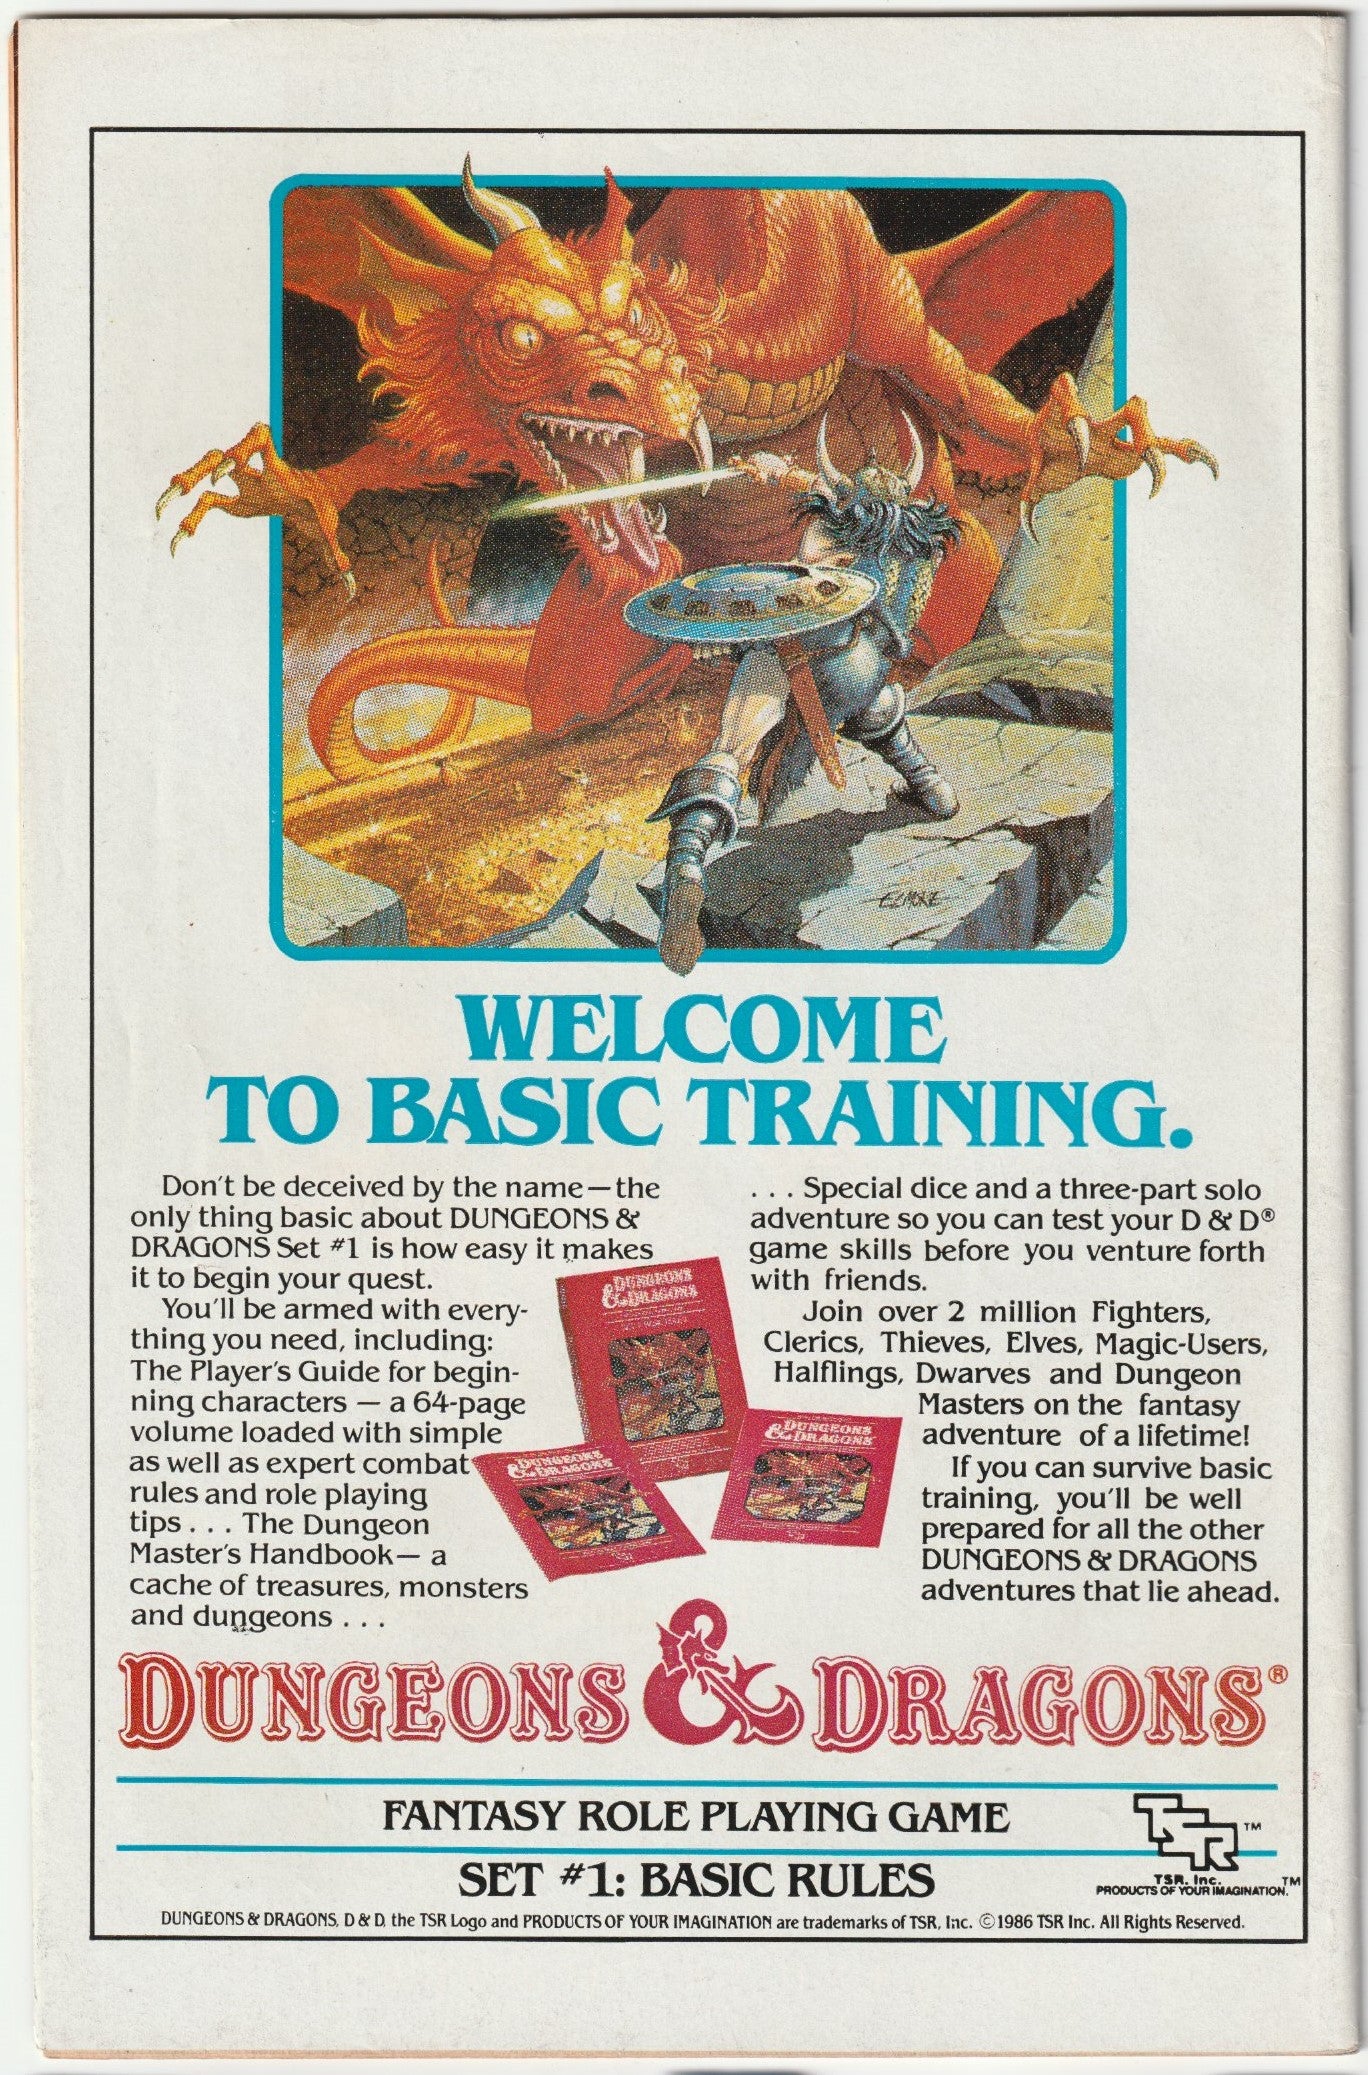 ELMORE
WELCOME
TO BASIC TRAINING.
Don't be deceived by the name—the
only thing basic about DUNGEONS &
DRAGONS Set #1 is how easy it makes
it to begin your quest.
You'll be armed with every-
thing you need, including:
The Player's Guide for begin-
ning characters — a 64-page
volume loaded with simple
as well as expert combat
rules and role playing
tips . . . The Dungeon
Master's Handbook— a
cache of treasures, monsters
and dungeons . . .
. . . Special dice and a three-part solo
adventure so you can test your D & D®
game skills before you venture forth
with friends.
Join over 2 million Fighters,
Clerics, Thieves, Elves, Magic-Users,
Halflings, Dwarves and Dungeon
Masters on the fantasy
adventure of a lifetime!
If you can survive basic
training, you'll be well
prepared for all the other
DUNGEONS & DRAGONS
adventures that lie ahead.
DUNGEONS
& DRAGONS
DUNGEONS
& DRAGONS
DUNGEONS
& DRAGONS
DUNGEONS & DRAGONS®
FANTASY ROLE PLAYING GAME
SET #1: BASIC RULES
TSR™
TSR, Inc.
PRODUCTS OF YOUR IMAGINATION.™
DUNGEONS & DRAGONS, D & D, the TSR Logo and PRODUCTS OF YOUR IMAGINATION are trademarks of TSR, Inc. ©1986 TSR Inc. All Rights Reserved.